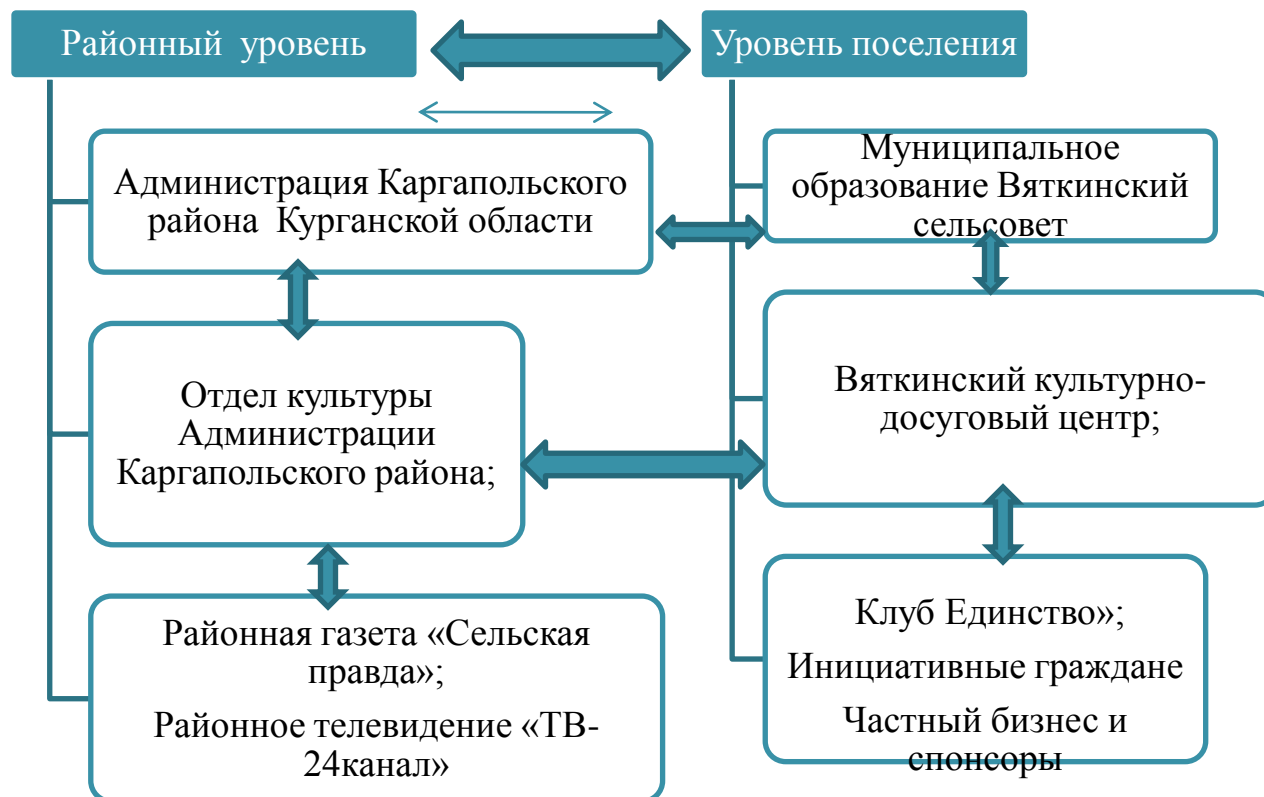 Районный уровень
Уровень поселения
Администрация Каргапольского
района Курганской области
Отдел культуры
Администрации
Каргапольского района;
Районная газета «Сельская
правда»;
Районное телевидение «ТВ-
24канал»
Муниципальное
образование Вяткинский
сельсовет
Вяткинский культурно-
досуговый центр;
Клуб Единство»;
Инициативные граждане
Частный бизнес и
спонсоры